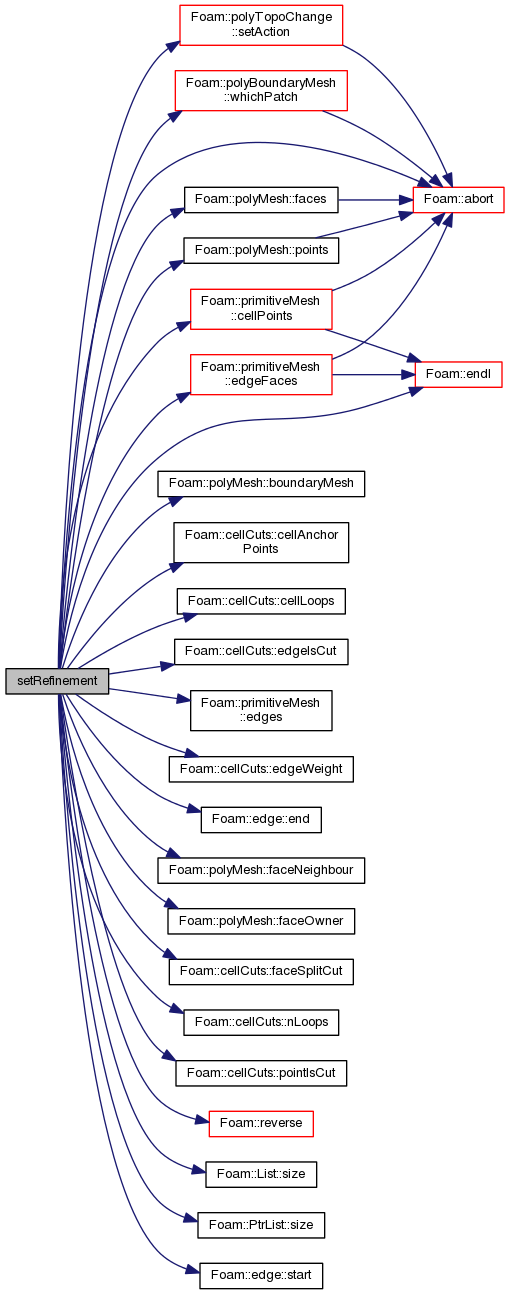 Foam::polyTopoChange
::setAction
Foam::polyBoundaryMesh
::whichPatch
Foam::polyMesh::faces
Foam::abort
Foam::polyMesh::points
Foam::primitiveMesh
::cellPoints
Foam::primitiveMesh
::edgeFaces
Foam::endl
Foam::polyMesh::boundaryMesh
Foam::cellCuts::cellAnchor
Points
Foam::cellCuts::cellLoops
Foam::cellCuts::edgeIsCut
setRefinement
Foam::primitiveMesh
::edges
Foam::cellCuts::edgeWeight
Foam::edge::end
Foam::polyMesh::faceNeighbour
Foam::polyMesh::faceOwner
Foam::cellCuts::faceSplitCut
Foam::cellCuts::nLoops
Foam::cellCuts::pointIsCut
Foam::reverse
Foam::List::size
Foam::PtrList::size
Foam::edge::start